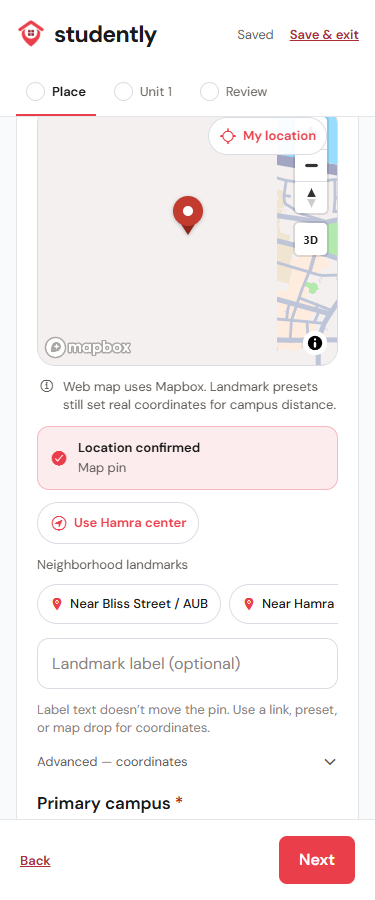 studently
Saved
Save & exit
Place
Unit 1
Review
My location
3D
mapbox
Web map uses Mapbox. Landmark presets
still set real coordinates for campus distance.
Location confirmed
Map pin
Use Hamra center
Neighborhood landmarks
Near Bliss Street / AUB
Near Hamra
Landmark label (optional)
Label text doesn’t move the pin. Use a link, preset,
or map drop for coordinates.
Advanced — coordinates
Primary campus *
Back
Next